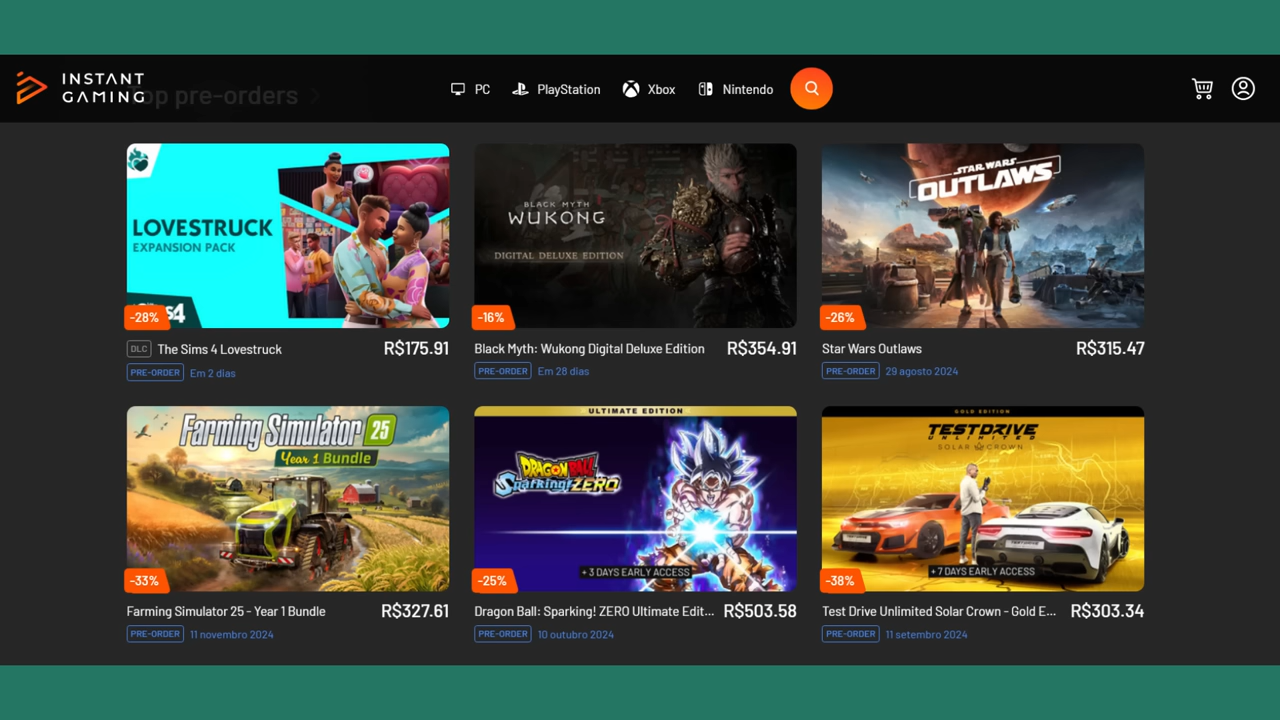 INSTANT
GAMING
Top pre-orders
PC
PlayStation
Xbox
Nintendo
LOVESTRUCK
EXPANSION PACK
-28%
DLC The Sims 4 Lovestruck R$175.91
PRE-ORDER Em 2 dias
BLACK MYTH
WUKONG
DIGITAL DELUXE EDITION
-16%
Black Myth: Wukong Digital Deluxe Edition R$354.91
PRE-ORDER Em 28 dias
STAR WARS
OUTLAWS
-26%
Star Wars Outlaws R$315.47
PRE-ORDER 29 agosto 2024
Farming Simulator 25
Year 1 Bundle
-33%
Farming Simulator 25 - Year 1 Bundle R$327.61
PRE-ORDER 11 novembro 2024
ULTIMATE EDITION
DRAGON BALL
Sparking! ZERO
+ 3 DAYS EARLY ACCESS
-25%
Dragon Ball: Sparking! ZERO Ultimate Edit... R$503.58
PRE-ORDER 10 outubro 2024
GOLD EDITION
TEST DRIVE
UNLIMITED
SOLAR CROWN
+ 7 DAYS EARLY ACCESS
-38%
Test Drive Unlimited Solar Crown - Gold E... R$303.34
PRE-ORDER 11 setembro 2024